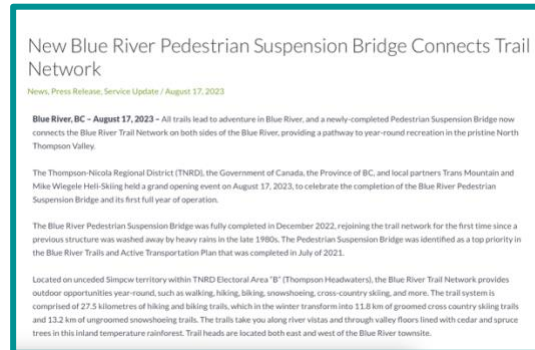 New Blue River Pedestrian Suspension Bridge Connects Trail
Network
News, Press Release, Service Update / August 17, 2023
Blue River, BC – August 17, 2023 – All trails lead to adventure in Blue River, and a newly-completed Pedestrian Suspension Bridge now
connects the Blue River Trail Network on both sides of the Blue River, providing a pathway to year-round recreation in the pristine North
Thompson Valley.
The Thompson-Nicola Regional District (TNRD), the Government of Canada, the Province of BC, and local partners Trans Mountain and
Mike Wiegele Heli-Skiing held a grand opening event on August 17, 2023, to celebrate the completion of the Blue River Pedestrian
Suspension Bridge and its first full year of operation.
The Blue River Pedestrian Suspension Bridge was fully completed in December 2022, rejoining the trail network for the first time since a
previous structure was washed away by heavy rains in the late 1980s. The Pedestrian Suspension Bridge was identified as a top priority in
the Blue River Trails and Active Transportation Plan that was completed in July of 2021.
Located on unceded Simpcw territory within TNRD Electoral Area "B" (Thompson Headwaters), the Blue River Trail Network provides
outdoor opportunities year-round, such as walking, hiking, biking, snowshoeing, cross-country skiing, and more. The trail system is
comprised of 27.5 kilometres of hiking and biking trails, which in the winter transform into 11.8 km of groomed cross country skiing trails
and 13.2 km of ungroomed snowshoeing trails. The trails take you along river vistas and through valley floors lined with cedar and spruce
trees in this inland temperature rainforest. Trail heads are located both east and west of the Blue River townsite.